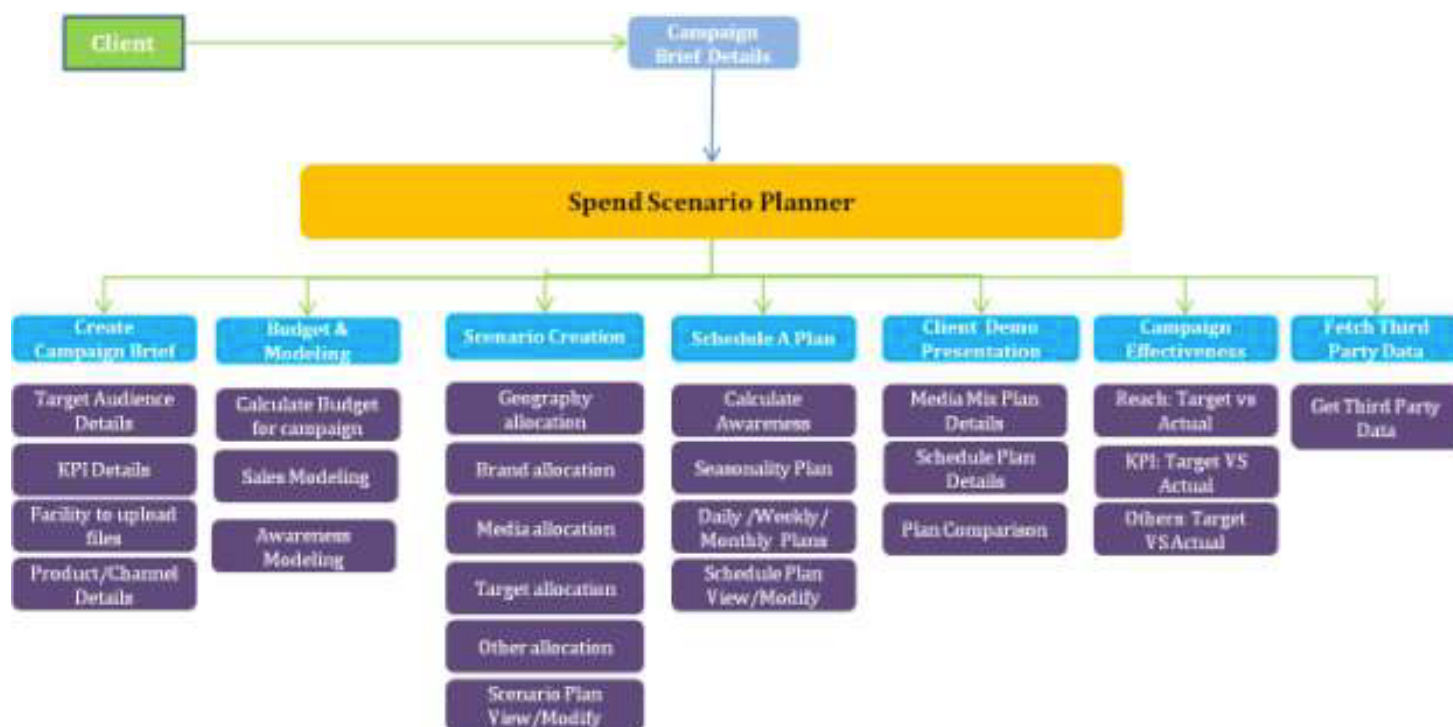 Client
Campaign
Brief Details
Spend Scenario Planner
Create
Campaign Brief
Target Audience
Details
KPI Details
Facility to upload
files
Product/Channel
Details
Budget &
Modeling
Calculate Budget
for campaign
Sales Modeling
Awareness
Modeling
Scenario Creation
Geography
allocation
Brand allocation
Media allocation
Target allocation
Other allocation
Scenario Plan
View/Modify
Schedule A Plan
Calculate
Awareness
Seasonality Plan
Daily /Weekly/
Monthly Plans
Schedule Plan
View/Modify
Client Demo
Presentation
Media Mix Plan
Details
Schedule Plan
Details
Plan Comparison
Campaign
Effectiveness
Reach: Target vs
Actual
KPI: Target VS
Actual
Others: Target
VS Actual
Fetch Third
Party Data
Get Third Party
Data